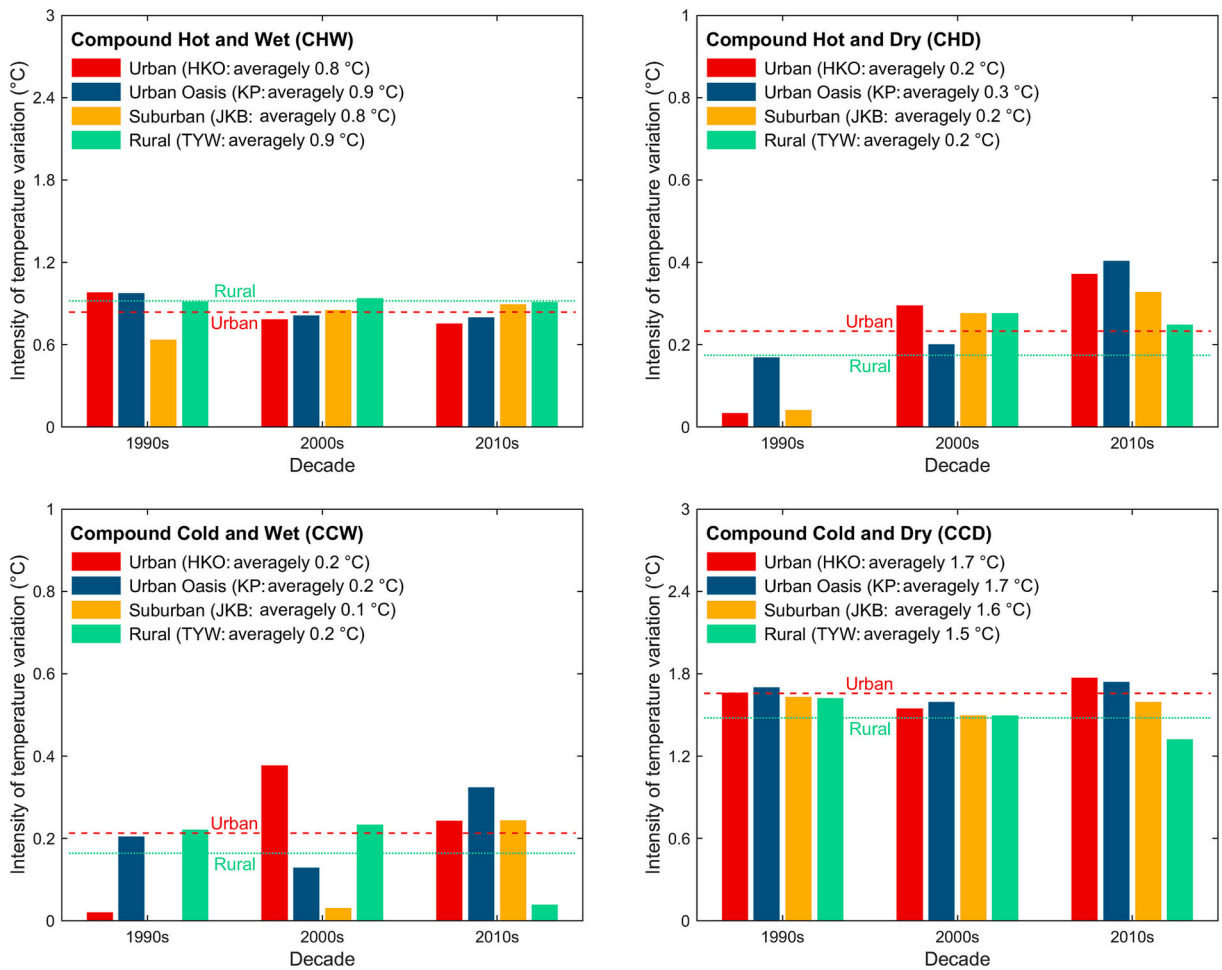 Intensity of temperature variation (°C)
3
2.4
1.8
1.2
0.6
0
Compound Hot and Wet (CHW)
Urban (HKO: averagely 0.8 °C)
Urban Oasis (KP: averagely 0.9 °C)
Suburban (JKB: averagely 0.8 °C)
Rural (TYW: averagely 0.9 °C)
Rural
Urban
1990s
2000s
2010s
Decade
Intensity of temperature variation (°C)
1
0.8
0.6
0.4
0.2
0
Compound Hot and Dry (CHD)
Urban (HKO: averagely 0.2 °C)
Urban Oasis (KP: averagely 0.3 °C)
Suburban (JKB: averagely 0.2 °C)
Rural (TYW: averagely 0.2 °C)
Urban
Rural
1990s
2000s
2010s
Decade
Intensity of temperature variation (°C)
1
0.8
0.6
0.4
0.2
0
Compound Cold and Wet (CCW)
Urban (HKO: averagely 0.2 °C)
Urban Oasis (KP: averagely 0.2 °C)
Suburban (JKB: averagely 0.1 °C)
Rural (TYW: averagely 0.2 °C)
Urban
Rural
1990s
2000s
2010s
Decade
Intensity of temperature variation (°C)
3
2.4
1.8
1.2
0.6
0
Compound Cold and Dry (CCD)
Urban (HKO: averagely 1.7 °C)
Urban Oasis (KP: averagely 1.7 °C)
Suburban (JKB: averagely 1.6 °C)
Rural (TYW: averagely 1.5 °C)
Urban
Rural
1990s
2000s
2010s
Decade